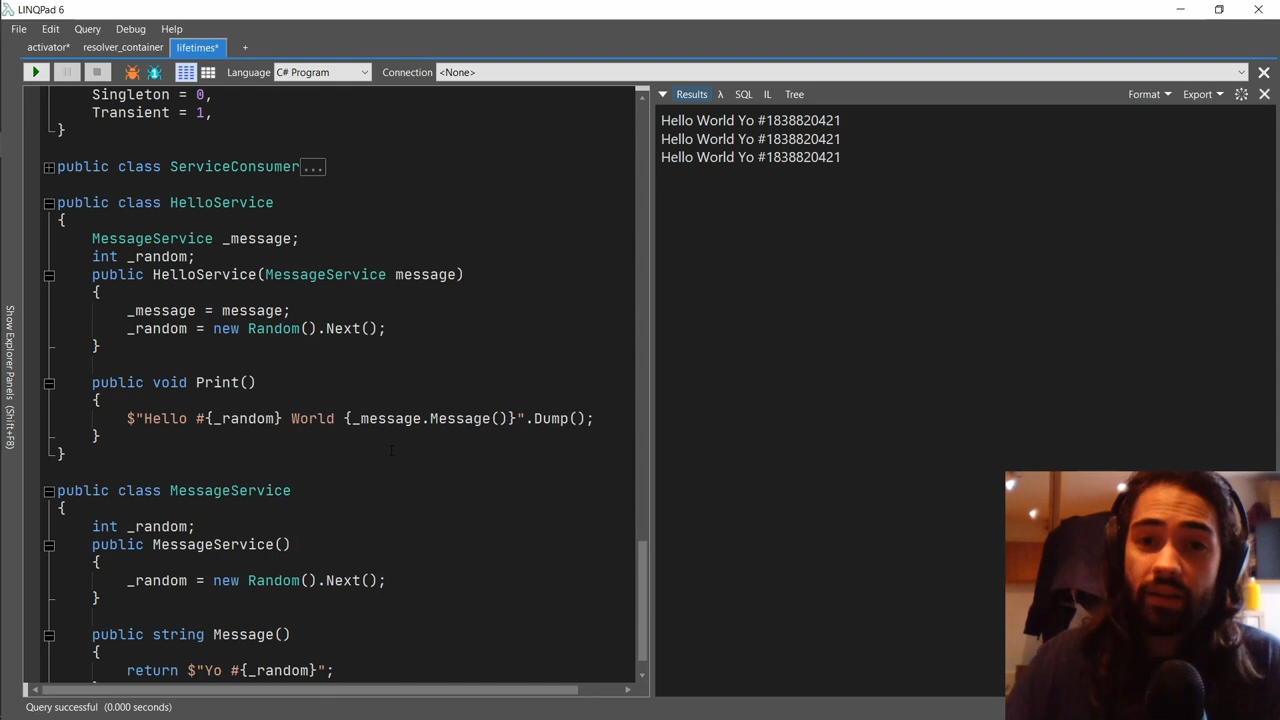 LINQPad 6
File Edit Query Debug Help
activator* resolver_container lifetimes* +
Language C# Program Connection <None>
Show Explorer Panels (Shift+F8)
Singleton = 0,
Transient = 1,
}
public class ServiceConsumer...
public class HelloService
{
MessageService _message;
int _random;
public HelloService(MessageService message)
{
_message = message;
_random = new Random().Next();
}
public void Print()
{
$"Hello #{_random} World {_message.Message()}".Dump();
}
}
public class MessageService
{
int _random;
public MessageService()
{
_random = new Random().Next();
}
public string Message()
{
return $"Yo #{_random}";
Results λ SQL IL Tree Format Export
Hello World Yo #1838820421
Hello World Yo #1838820421
Hello World Yo #1838820421
Query successful (0.000 seconds)